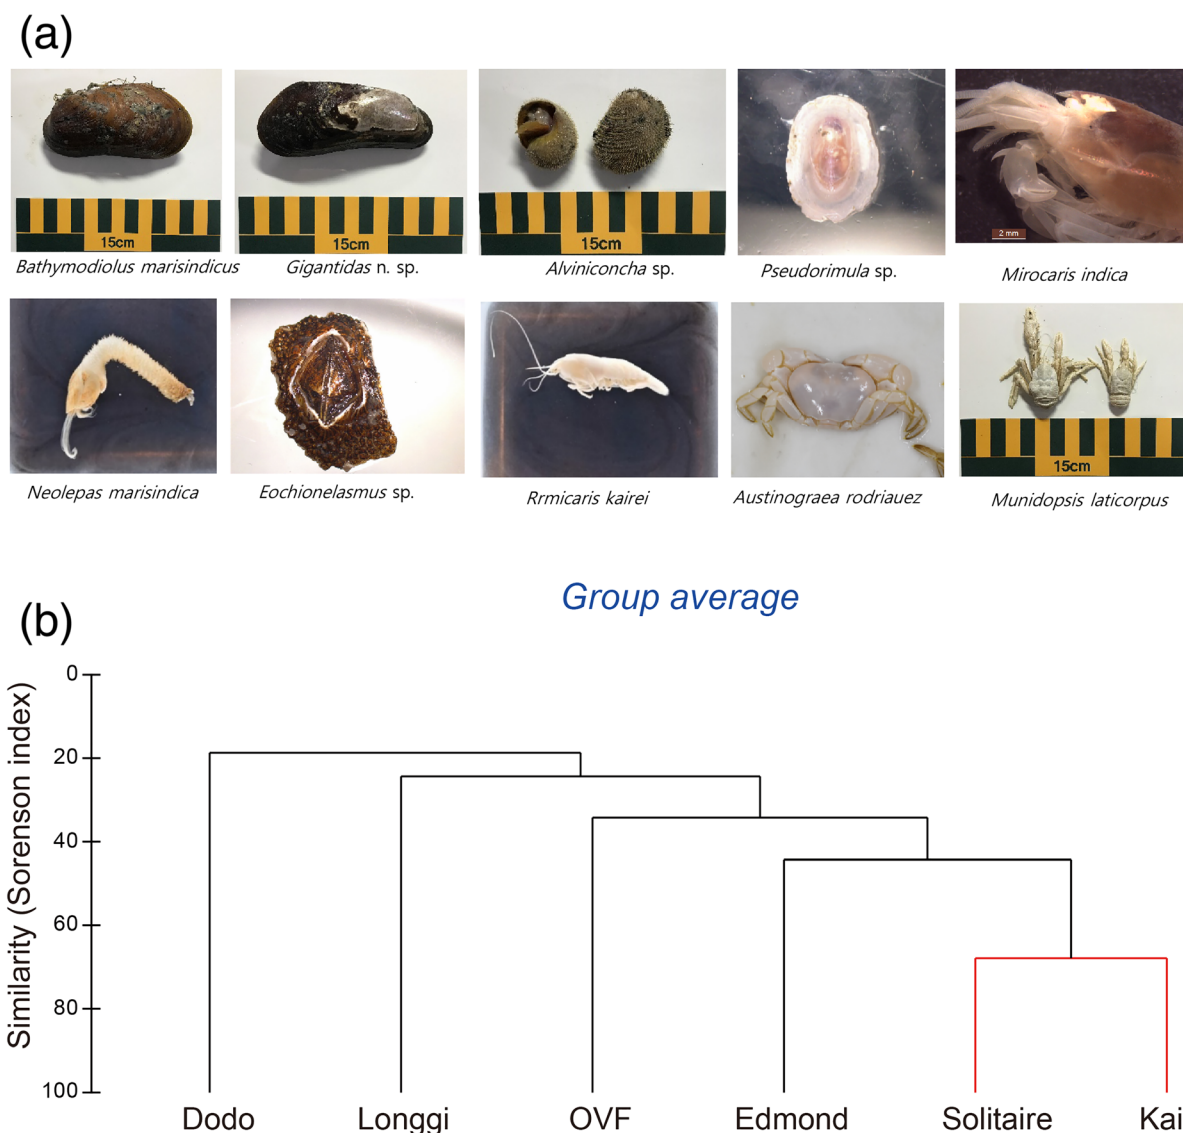 (a)
15cm
15cm
15cm
2 mm
Bathymodiolus marisindicus
Gigantidas n. sp.
Alviniconcha sp.
Pseudorimula sp.
Mirocaris indica
15cm
Neolepas marisindica
Eochionelasmus sp.
Rrmicaris kairei
Austinograea rodriauez
Munidopsis laticorpus
Group average
(b)
Similarity (Sorenson index)
0
20
40
60
80
100
Dodo
Longgi
OVF
Edmond
Solitaire
Kai